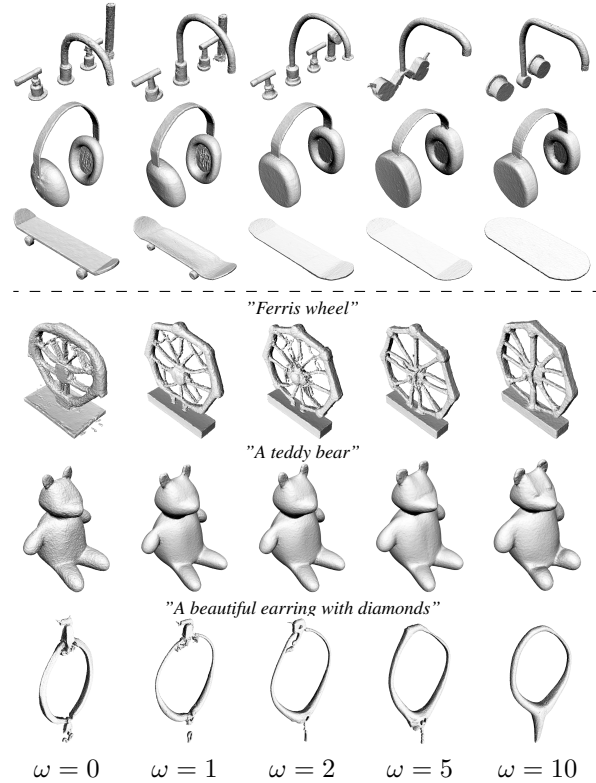 "Ferris wheel"
"A teddy bear"
"A beautiful earring with diamonds"
ω = 0 ω = 1 ω = 2 ω = 5 ω = 10